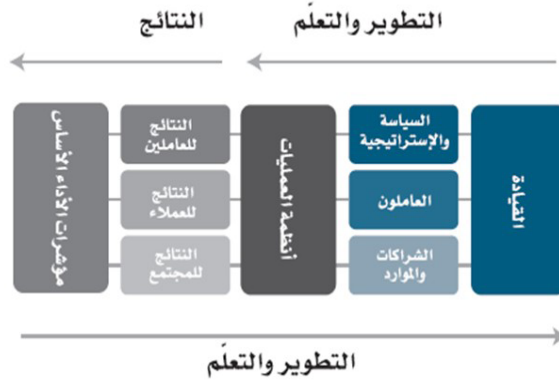 التطوير والتعلّم
النتائج
القيادة
السياسة
والإستراتيجية
العاملون
الشراكات
والموارد
أنظمة العمليات
النتائج
للعاملين
النتائج
للعملاء
النتائج
للمجتمع
مؤشرات الأداء الأساس
التطوير والتعلّم